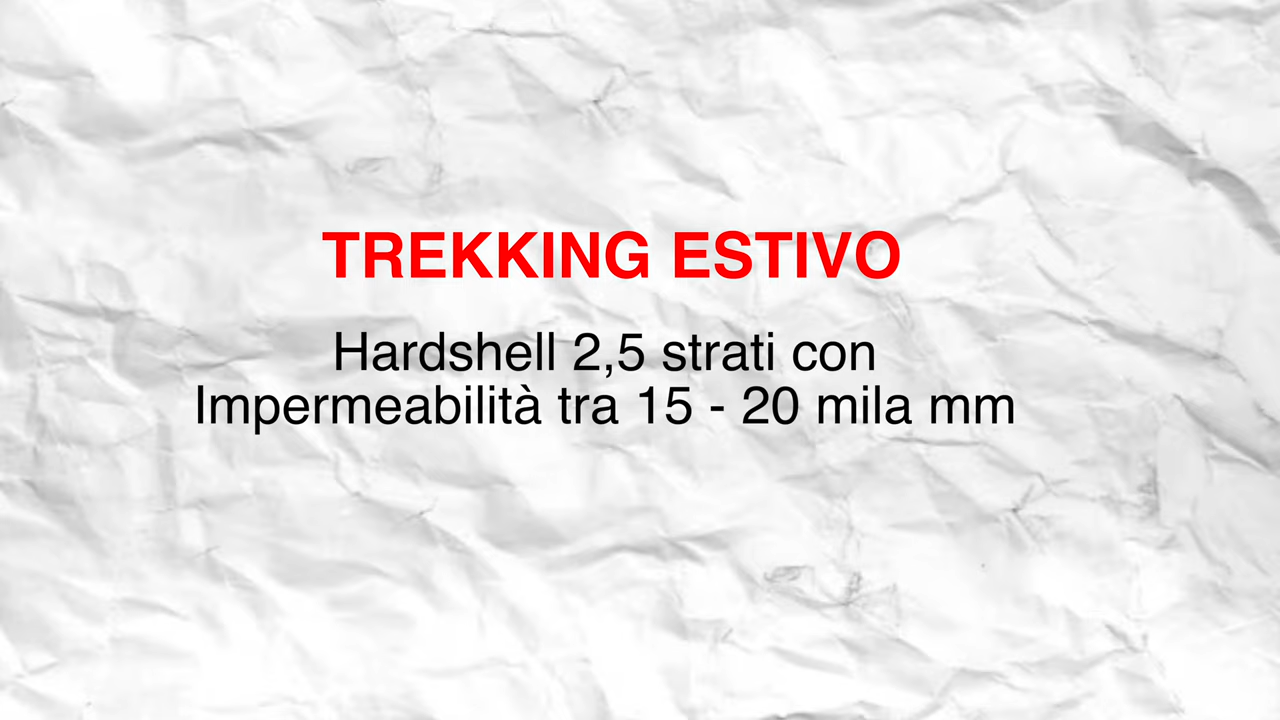 TREKKING ESTIVO
Hardshell 2,5 strati con
Impermeabilità tra 15 - 20 mila mm